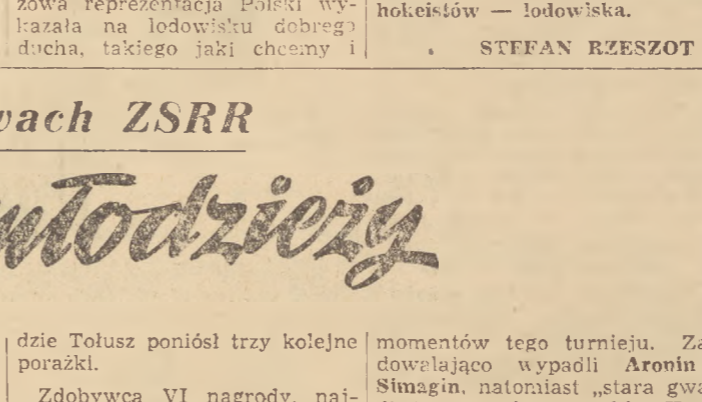 zowa reprezentacja Polski wy-
kazała na lodowisku dobrego
ducha, takiego jaki chcemy i
hokeistów — lodowiska.
STEFAN RZESZOT
wach ZSRR
młodzieży
dzie Tołusz poniósł trzy kolejne
porażki.
Zdobywca VI nagrody, naj-
momentów tego turnieju. Za
dowalająco wypadli Aronin
Simagin, natomiast „stara gwa